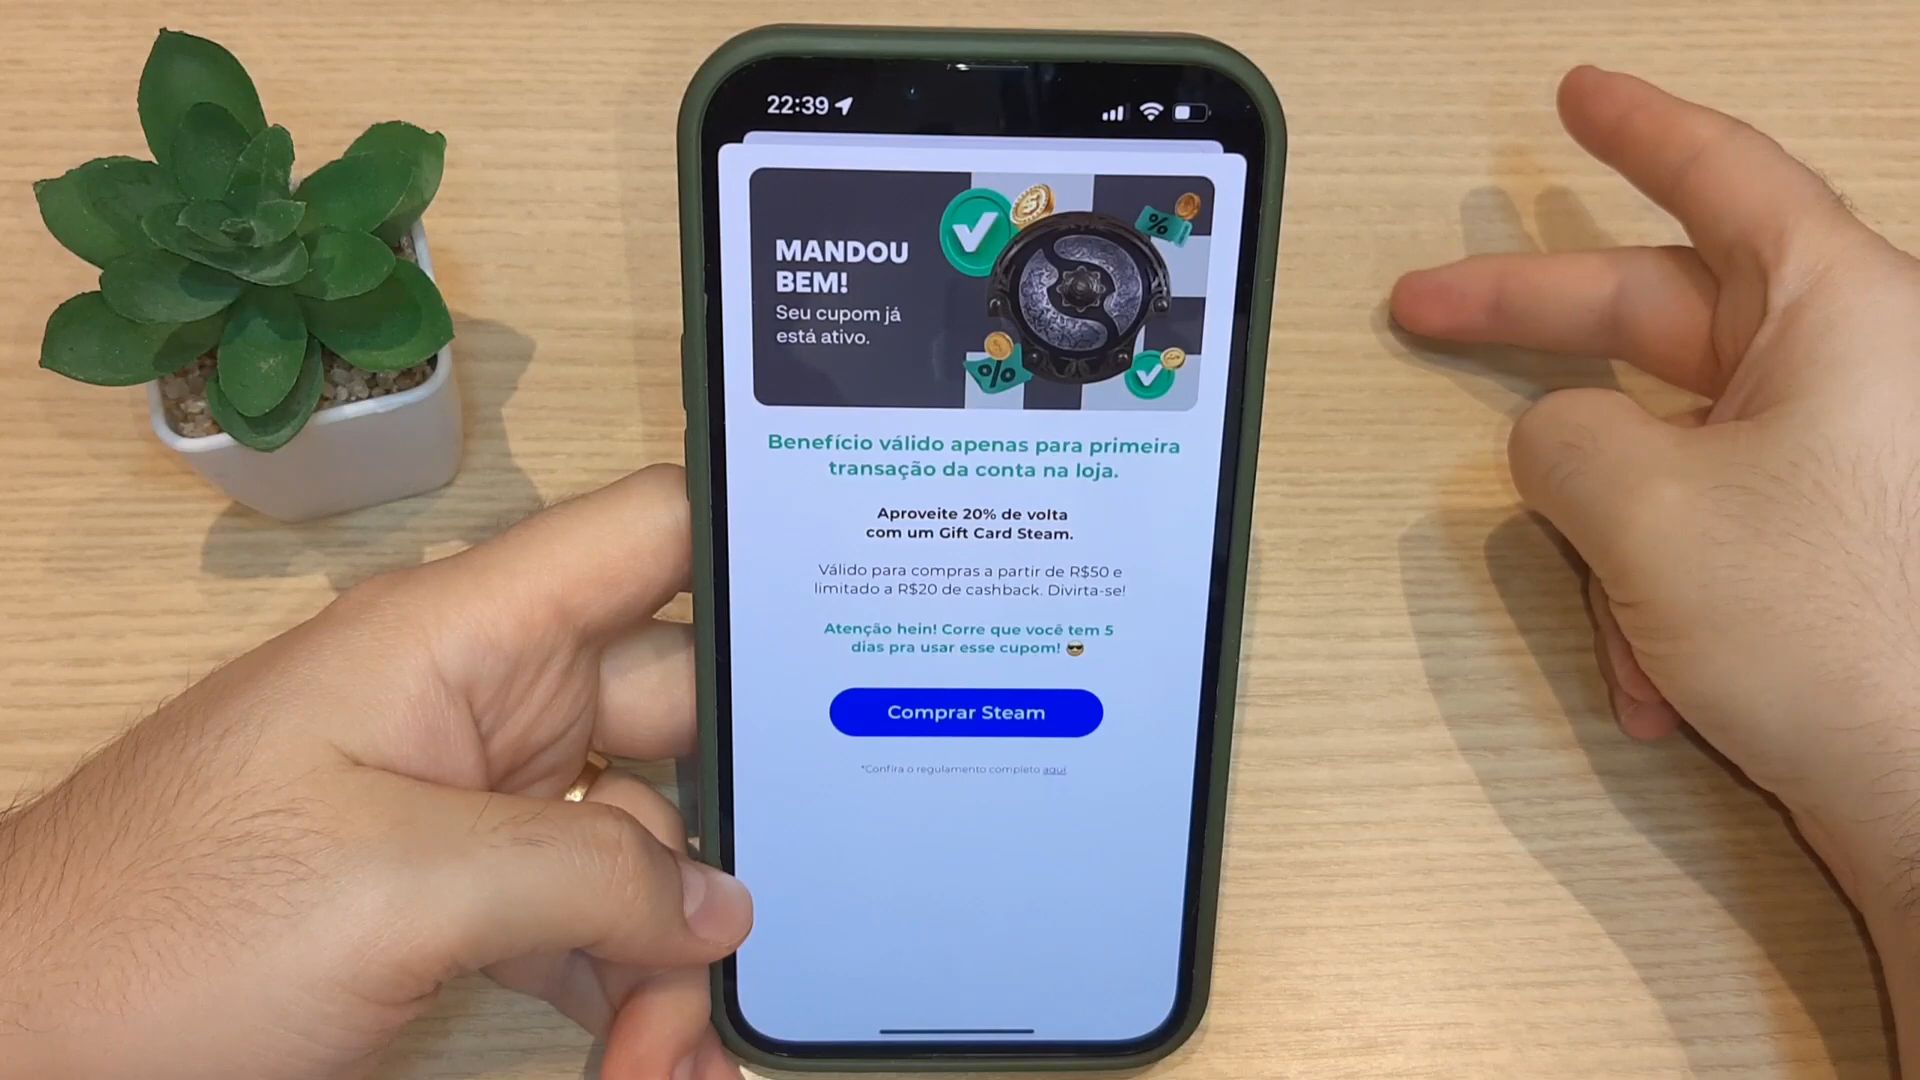 22:39
MANDOU
BEM!
Seu cupom já
está ativo.
%
%
Benefício válido apenas para primeira
transação da conta na loja.
Aproveite 20% de volta
com um Gift Card Steam.
Válido para compras a partir de R$50 e
limitado a R$20 de cashback. Divirta-se!
Atenção hein! Corre que você tem 5
dias pra usar esse cupom! 😎
Comprar Steam
*Confira o regulamento completo aqui